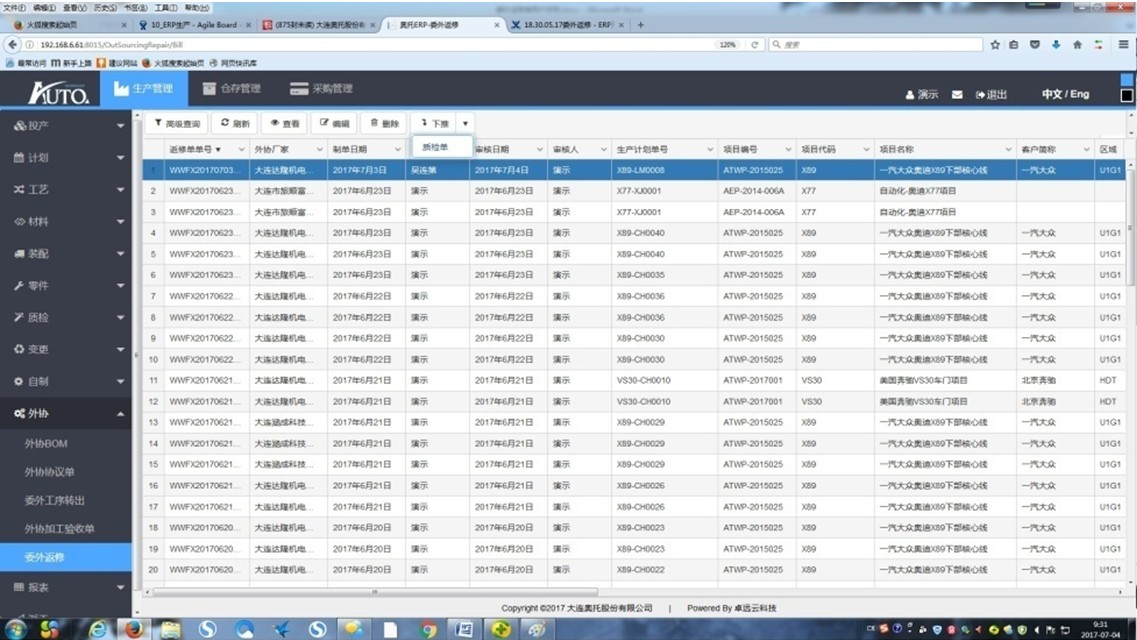 文件(F) 编辑(E) 查看(V) 历史(S) 书签(B) 工具(T) 帮助(H)
火狐搜索起始页 10_ERP生产 - Agile Board 奥托ERP-委外返修 18.30.05.17委外返修 - ERP
192.168.6.61:8015/OutSourcingRepair/Bill 120% 搜索
最常访问 新手上路 建议网站 火狐搜索起始页 网页快讯库
AUTO. 生产管理 仓存管理 采购管理 演示 退出 中文 / Eng
投产
计划
工艺
材料
装配
零件
质检
变更
自制
外协
外协BOM
外协协议单
委外工序转出
外协加工验收单
委外返修
报表
高级查询 刷新 查看 编辑 删除 下推
质检单
返修单单号 外协厂家 制单日期 审核日期 审核人 生产计划单号 项目编号 项目代码 项目名称 客户简称 区域
1 WWFX20170703... 大连达隆机电... 2017年7月3日 吴连第 2017年7月4日 演示 X89-LM0008 ATWP-2015025 X89 一汽大众奥迪X89下部核心线 一汽大众 U1G1
2 WWFX20170623... 大连市旅顺富... 2017年6月23日 演示 2017年6月23日 演示 X77-XJ0001 AEP-2014-006A X77 自动化-奥迪X77项目
3 WWFX20170623... 大连市旅顺富... 2017年6月23日 演示 2017年6月23日 演示 X77-XJ0001 AEP-2014-006A X77 自动化-奥迪X77项目
4 WWFX20170623... 大连达隆机电... 2017年6月23日 演示 2017年6月23日 演示 X89-CH0040 ATWP-2015025 X89 一汽大众奥迪X89下部核心线 一汽大众 U1G1
5 WWFX20170623... 大连达隆机电... 2017年6月23日 演示 2017年6月23日 演示 X89-CH0040 ATWP-2015025 X89 一汽大众奥迪X89下部核心线 一汽大众 U1G1
6 WWFX20170623... 大连达隆机电... 2017年6月23日 演示 2017年6月23日 演示 X89-CH0035 ATWP-2015025 X89 一汽大众奥迪X89下部核心线 一汽大众 U1G1
7 WWFX20170622... 大连达隆机电... 2017年6月22日 演示 2017年6月22日 演示 X89-CH0036 ATWP-2015025 X89 一汽大众奥迪X89下部核心线 一汽大众 U1G1
8 WWFX20170622... 大连达隆机电... 2017年6月22日 演示 2017年6月22日 演示 X89-CH0036 ATWP-2015025 X89 一汽大众奥迪X89下部核心线 一汽大众 U1G1
9 WWFX20170622... 大连达隆机电... 2017年6月22日 演示 2017年6月22日 演示 X89-CH0030 ATWP-2015025 X89 一汽大众奥迪X89下部核心线 一汽大众 U1G1
10 WWFX20170622... 大连达隆机电... 2017年6月22日 演示 2017年6月22日 演示 X89-CH0030 ATWP-2015025 X89 一汽大众奥迪X89下部核心线 一汽大众 U1G1
11 WWFX20170621... 大连达隆机电... 2017年6月21日 演示 2017年6月21日 演示 VS30-CH0010 ATWP-2017001 VS30 美国奔驰VS30车门项目 北京奔驰 HDT
12 WWFX20170621... 大连达隆机电... 2017年6月21日 演示 2017年6月21日 演示 VS30-CH0010 ATWP-2017001 VS30 美国奔驰VS30车门项目 北京奔驰 HDT
13 WWFX20170621... 大连涵成科技... 2017年6月21日 演示 2017年6月21日 演示 X89-CH0029 ATWP-2015025 X89 一汽大众奥迪X89下部核心线 一汽大众 U1G1
14 WWFX20170621... 大连涵成科技... 2017年6月21日 演示 2017年6月21日 演示 X89-CH0029 ATWP-2015025 X89 一汽大众奥迪X89下部核心线 一汽大众 U1G1
15 WWFX20170621... 大连涵成科技... 2017年6月21日 演示 2017年6月21日 演示 X89-CH0029 ATWP-2015025 X89 一汽大众奥迪X89下部核心线 一汽大众 U1G1
16 WWFX20170621... 大连达隆机电... 2017年6月21日 演示 2017年6月21日 演示 X89-CH0026 ATWP-2015025 X89 一汽大众奥迪X89下部核心线 一汽大众 U1G1
17 WWFX20170621... 大连达隆机电... 2017年6月21日 演示 2017年6月21日 演示 X89-CH0026 ATWP-2015025 X89 一汽大众奥迪X89下部核心线 一汽大众 U1G1
18 WWFX20170620... 大连达隆机电... 2017年6月20日 演示 2017年6月20日 演示 X89-CH0023 ATWP-2015025 X89 一汽大众奥迪X89下部核心线 一汽大众 U1G1
19 WWFX20170620... 大连达隆机电... 2017年6月20日 演示 2017年6月20日 演示 X89-CH0023 ATWP-2015025 X89 一汽大众奥迪X89下部核心线 一汽大众 U1G1
20 WWFX20170620... 大连达隆机电... 2017年6月20日 演示 2017年6月20日 演示 X89-CH0022 ATWP-2015025 X89 一汽大众奥迪X89下部核心线 一汽大众 U1G1
Copyright ©2017 大连奥托股份有限公司 | Powered By 卓远云科技
9:31
2017-07-04